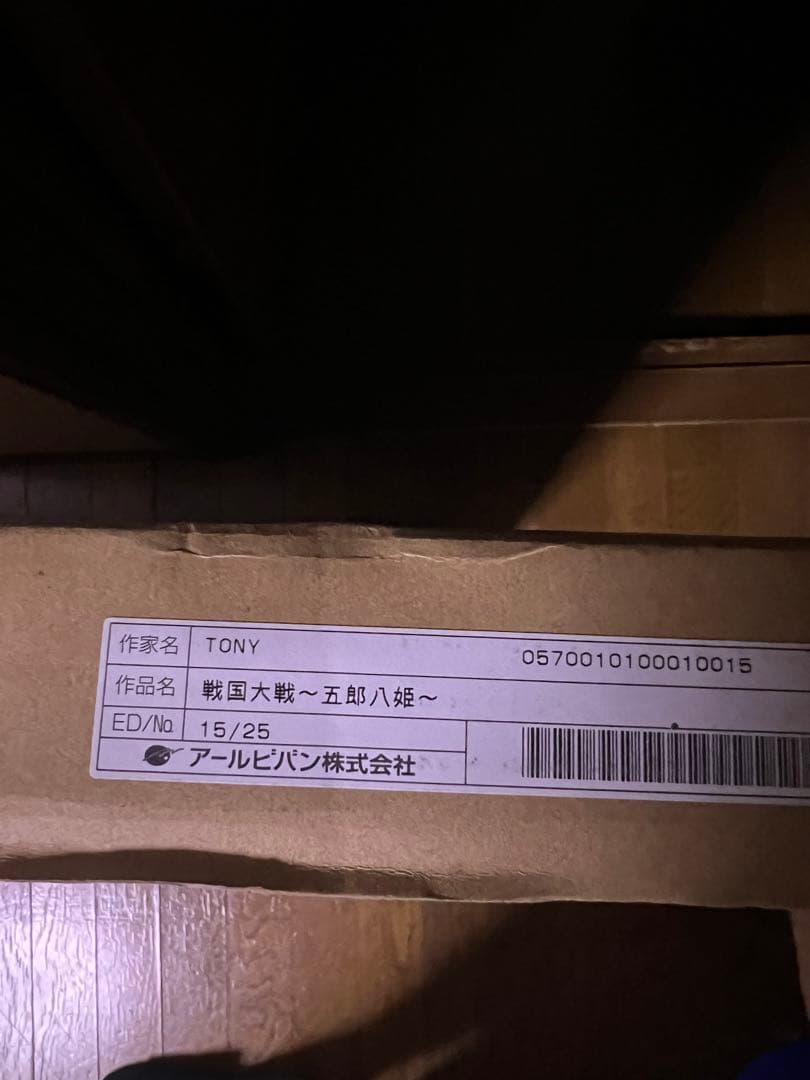 作家名 TONY 0570010100010015
作品名 戦国大戦〜五郎八姫〜
ED/No. 15/25
アールビバン株式会社